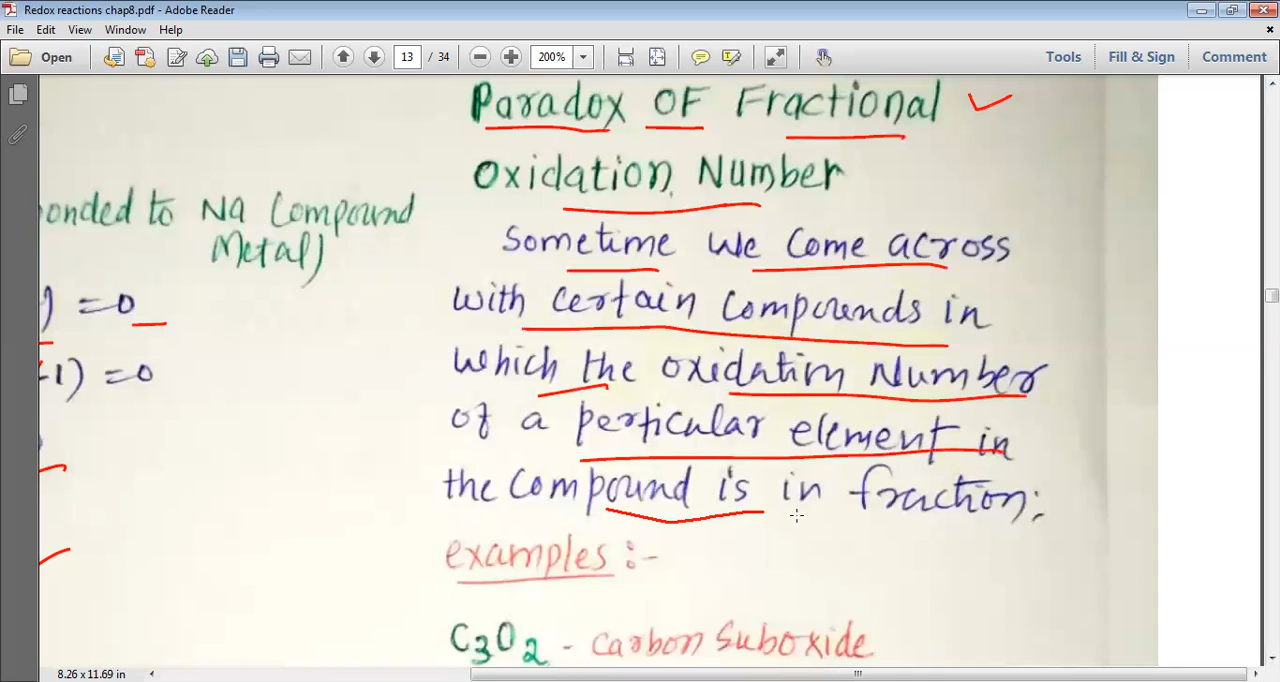 Redox reactions chap8.pdf - Adobe Reader
File Edit View Window Help
Open 13 / 34 200% Tools Fill & Sign Comment
Paradox OF Fractional
Oxidation Number
Sometime We Come across
with certain Compounds in
which the oxidation Number
of a perticular element in
the Compound is in fraction:
examples :-
C3O2 - carbon suboxide
onded to Na Compound
Metal)
) =0
-1) =0
8.26 x 11.69 in